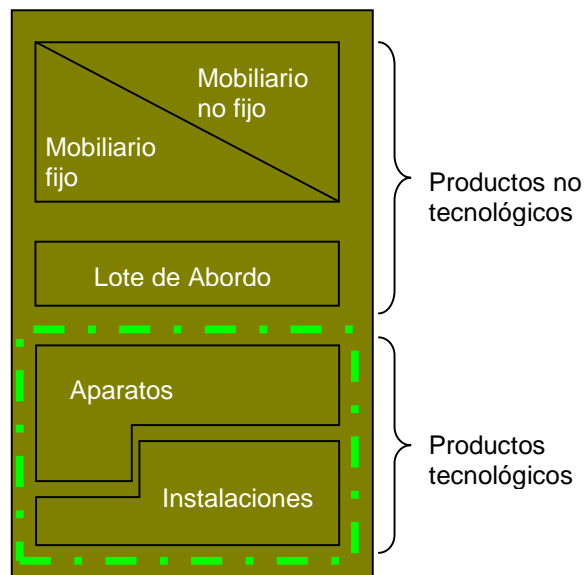 Mobiliario
no fijo
Mobiliario
fijo
Productos no
tecnológicos
Lote de Abordo
Aparatos
Instalaciones
Productos
tecnológicos